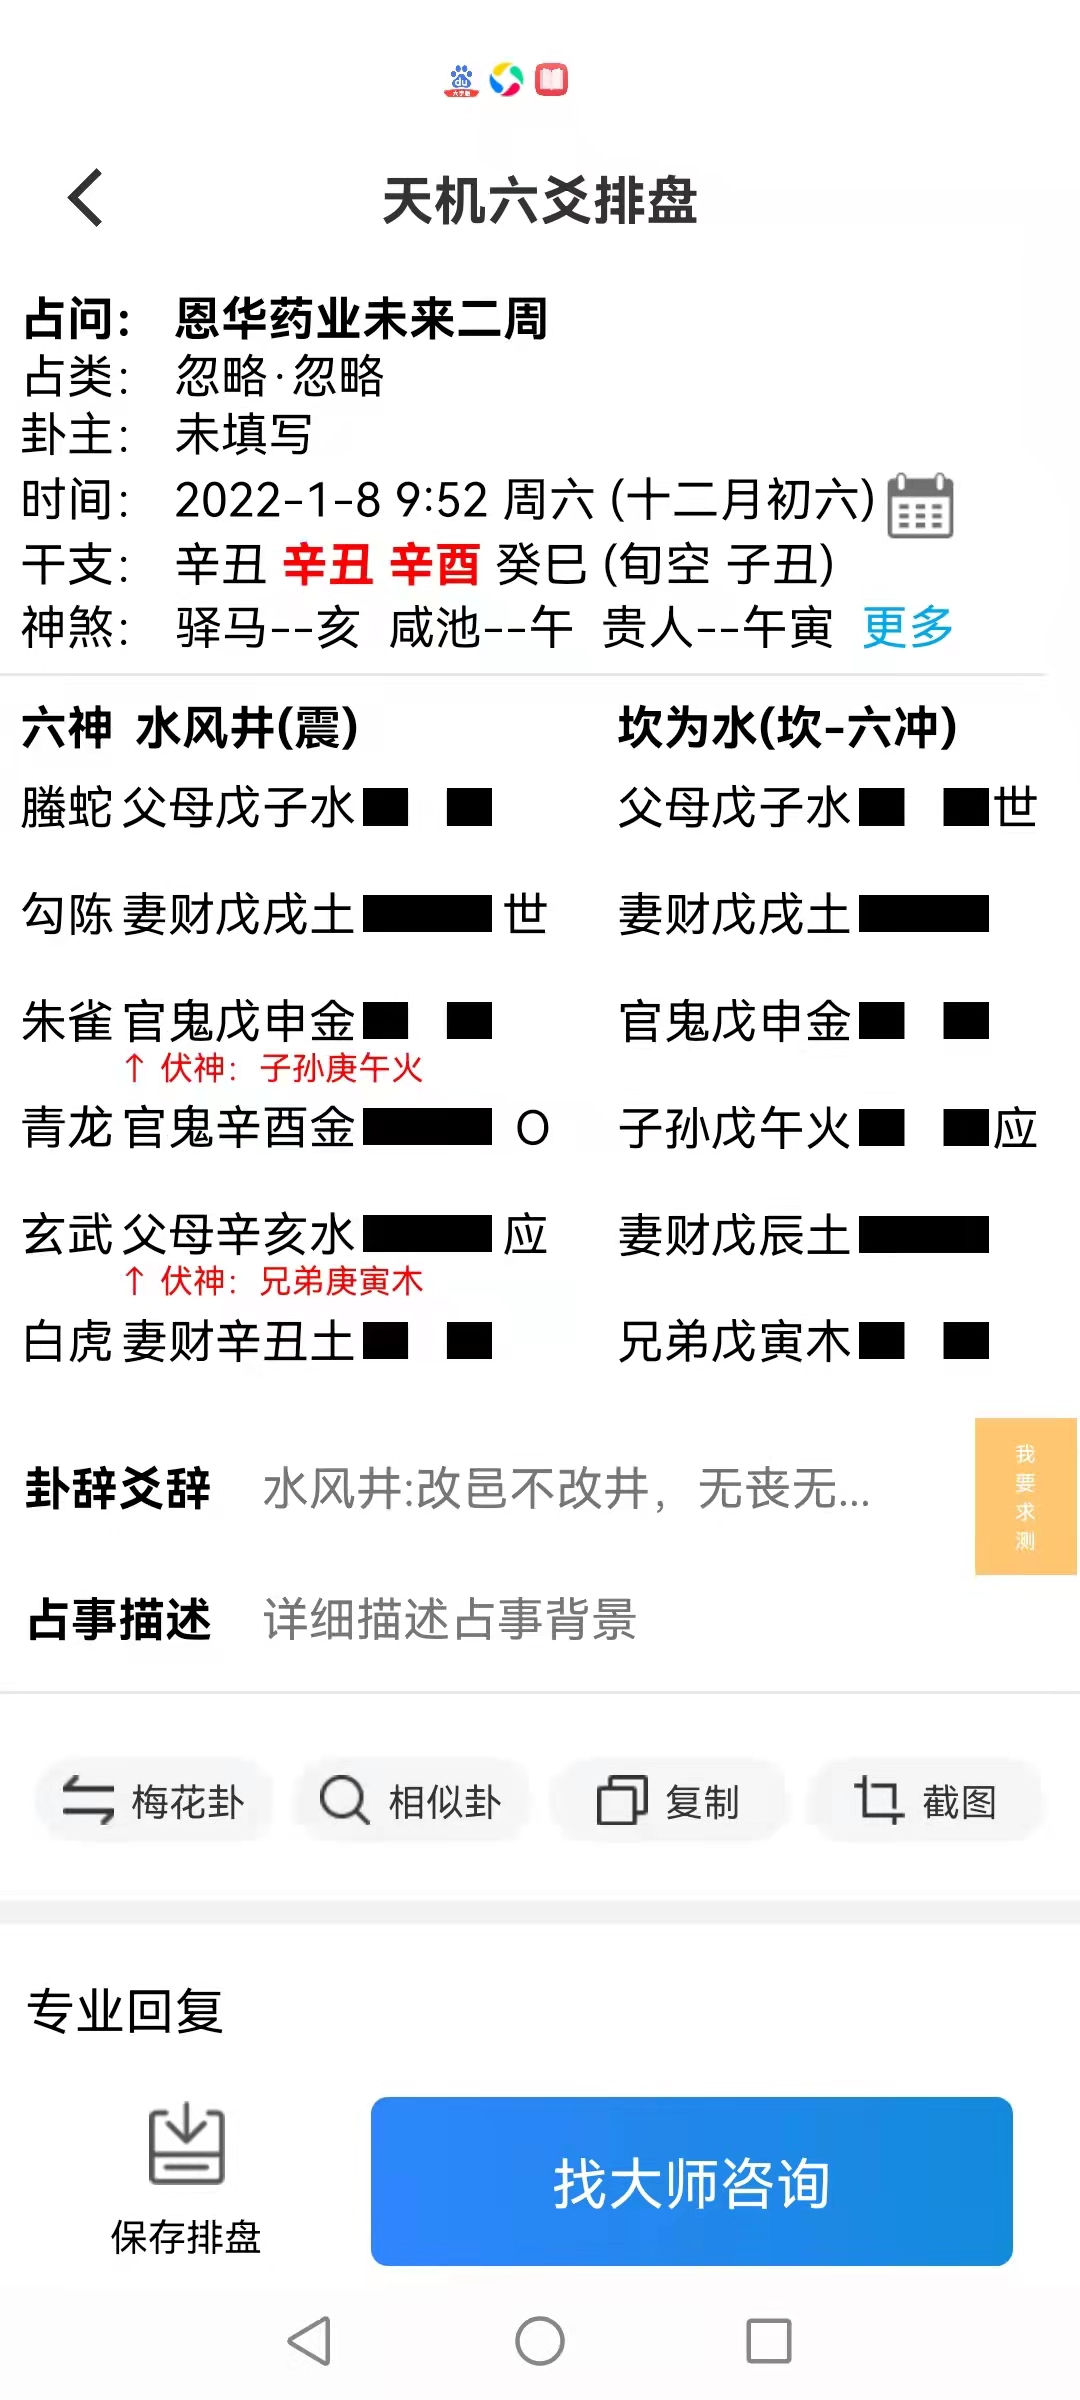 du
六字龍
天机六爻排盘
占问： 恩华药业未来二周
占类： 忽略·忽略
卦主： 未填写
时间： 2022-1-8 9:52 周六 (十二月初六)
干支： 辛丑 辛丑 辛酉 癸巳 (旬空 子丑)
神煞： 驿马--亥 咸池--午 贵人--午寅 更多
六神 水风井(震) 坎为水(坎-六冲)
螣蛇 父母戊子水 父母戊子水 世
勾陈 妻财戊戌土 世 妻财戊戌土
朱雀 官鬼戊申金 官鬼戊申金
↑ 伏神：子孙庚午火
青龙 官鬼辛酉金 O 子孙戊午火 应
玄武 父母辛亥水 应 妻财戊辰土
↑ 伏神：兄弟庚寅木
白虎 妻财辛丑土 兄弟戊寅木
我要求测
卦辞爻辞 水风井:改邑不改井，无丧无...
占事描述 详细描述占事背景
梅花卦 相似卦 复制 截图
专业回复
保存排盘 找大师咨询